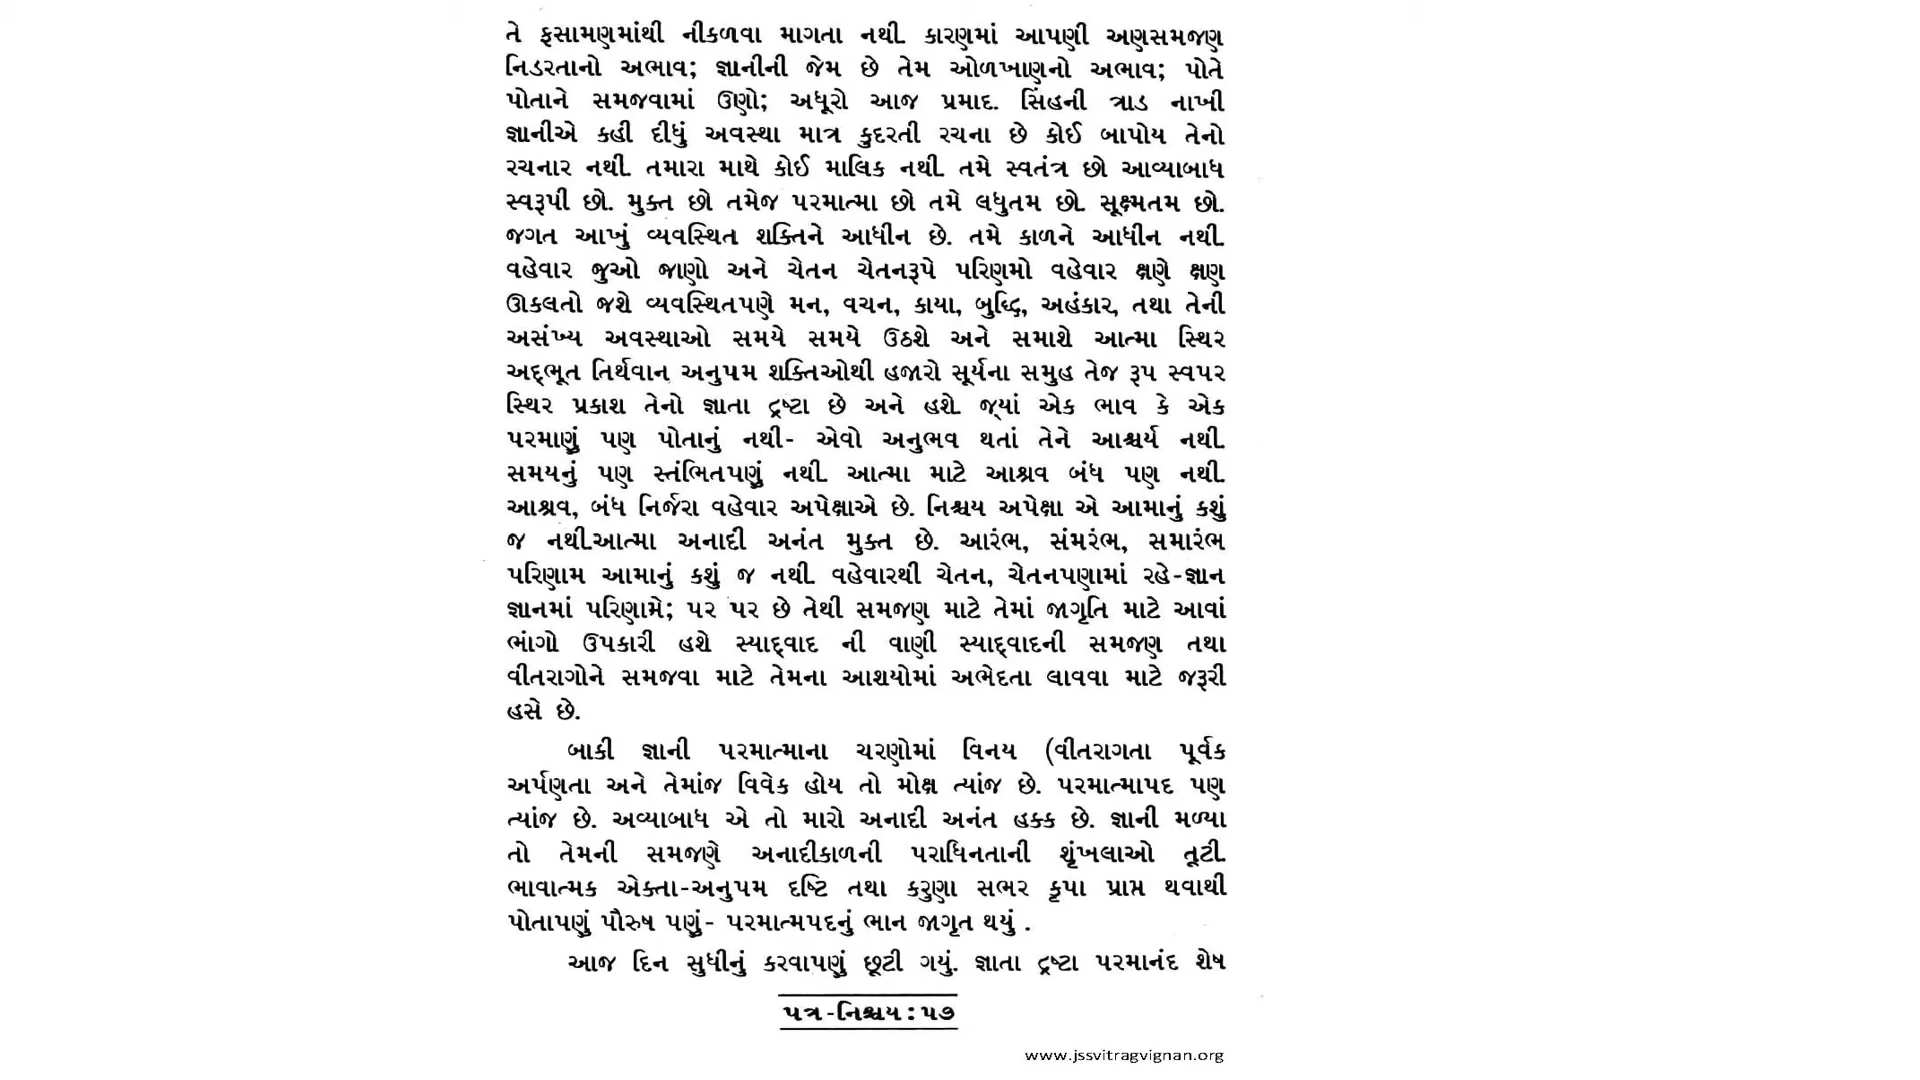 તે ફસામણમાંથી નીકળવા માગતા નથી. કારણમાં આપણી અણસમજણ
નિડરતાનો અભાવ; જ્ઞાનીની જેમ છે તેમ ઓળખાણનો અભાવ; પોતે
પોતાને સમજવામાં ઉણો; અધૂરો આજ પ્રમાદ. સિંહની ત્રાડ નાખી
જ્ઞાનીએ કહી દીધું અવસ્થા માત્ર કુદરતી રચના છે કોઈ બાપોય તેનો
રચનાર નથી. તમારા માથે કોઈ માલિક નથી. તમે સ્વતંત્ર છો આવ્યાબાધ
સ્વરૂપી છો. મુક્ત છો તમેજ પરમાત્મા છો તમે લધુતમ છો. સૂક્ષ્મતમ છો.
જગત આખું વ્યવસ્થિત શક્તિને આધીન છે. તમે કાળને આધીન નથી.
વહેવાર જુઓ જાણો અને ચેતન ચેતનરૂપે પરિણમો વહેવાર ક્ષણે ક્ષણ
ઊકલતો જશે વ્યવસ્થિતપણે મન, વચન, કાયા, બુદ્ધિ, અહંકાર, તથા તેની
અસંખ્ય અવસ્થાઓ સમયે સમયે ઉઠશે અને સમાશે આત્મા સ્થિર
અદ્ભૂત તિર્થવાન અનુપમ શક્તિઓથી હજારો સૂર્યના સમુહ તેજ રૂપ સ્વપર
સ્થિર પ્રકાશ તેનો જ્ઞાતા દ્રષ્ટા છે અને હશે. જ્યાં એક ભાવ કે એક
પરમાણું પણ પોતાનું નથી- એવો અનુભવ થતાં તેને આશ્ચર્ય નથી.
સમયનું પણ સ્તંભિતપણું નથી. આત્મા માટે આશ્રવ બંધ પણ નથી.
આશ્રવ, બંધ નિર્જરા વહેવાર અપેક્ષાએ છે. નિશ્ચય અપેક્ષા એ આમાનું કશું
જ નથી.આત્મા અનાદી અનંત મુક્ત છે. આરંભ, સંમરંભ, સમારંભ
પરિણામ આમાનું કશું જ નથી. વહેવારથી ચેતન, ચેતનપણામાં રહે-જ્ઞાન
જ્ઞાનમાં પરિણામે; પર પર છે તેથી સમજણ માટે તેમાં જાગૃતિ માટે આવાં
ભાંગો ઉપકારી હશે સ્યાદ્વાદ ની વાણી સ્યાદ્વાદની સમજણ તથા
વીતરાગોને સમજવા માટે તેમના આશયોમાં અભેદતા લાવવા માટે જરૂરી
હસે છે.
બાકી જ્ઞાની પરમાત્માના ચરણોમાં વિનય (વીતરાગતા પૂર્વક
અર્પણતા અને તેમાંજ વિવેક હોય તો મોક્ષ ત્યાંજ છે. પરમાત્માપદ પણ
ત્યાંજ છે. અવ્યાબાધ એ તો મારો અનાદી અનંત હક્ક છે. જ્ઞાની મળ્યા
તો તેમની સમજણે અનાદીકાળની પરાધિનતાની શૃંખલાઓ તૂટી.
ભાવાત્મક એક્તા-અનુપમ દષ્ટિ તથા કરુણા સભર કૃપા પ્રાપ્ત થવાથી
પોતાપણું પૌરુષ પણું- પરમાત્મપદનું ભાન જાગૃત થયું .
આજ દિન સુધીનું કરવાપણું છૂટી ગયું. જ્ઞાતા દ્રષ્ટા પરમાનંદ શેષ
પત્ર-નિશ્ચય : ૫૭
www.jssvitragvignan.org